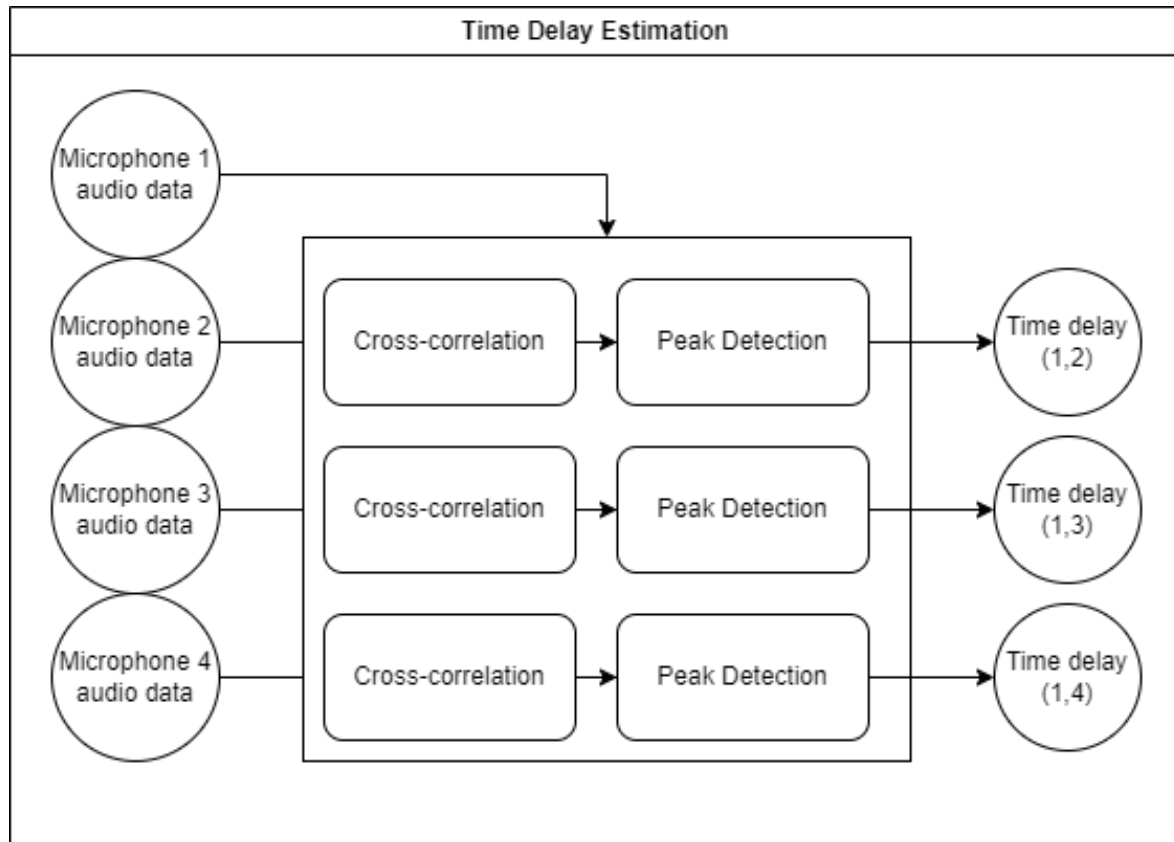 Time Delay Estimation
Microphone 1
audio data
Microphone 2
audio data
Cross-correlation
Peak Detection
Time delay
(1,2)
Microphone 3
audio data
Cross-correlation
Peak Detection
Time delay
(1,3)
Microphone 4
audio data
Cross-correlation
Peak Detection
Time delay
(1,4)